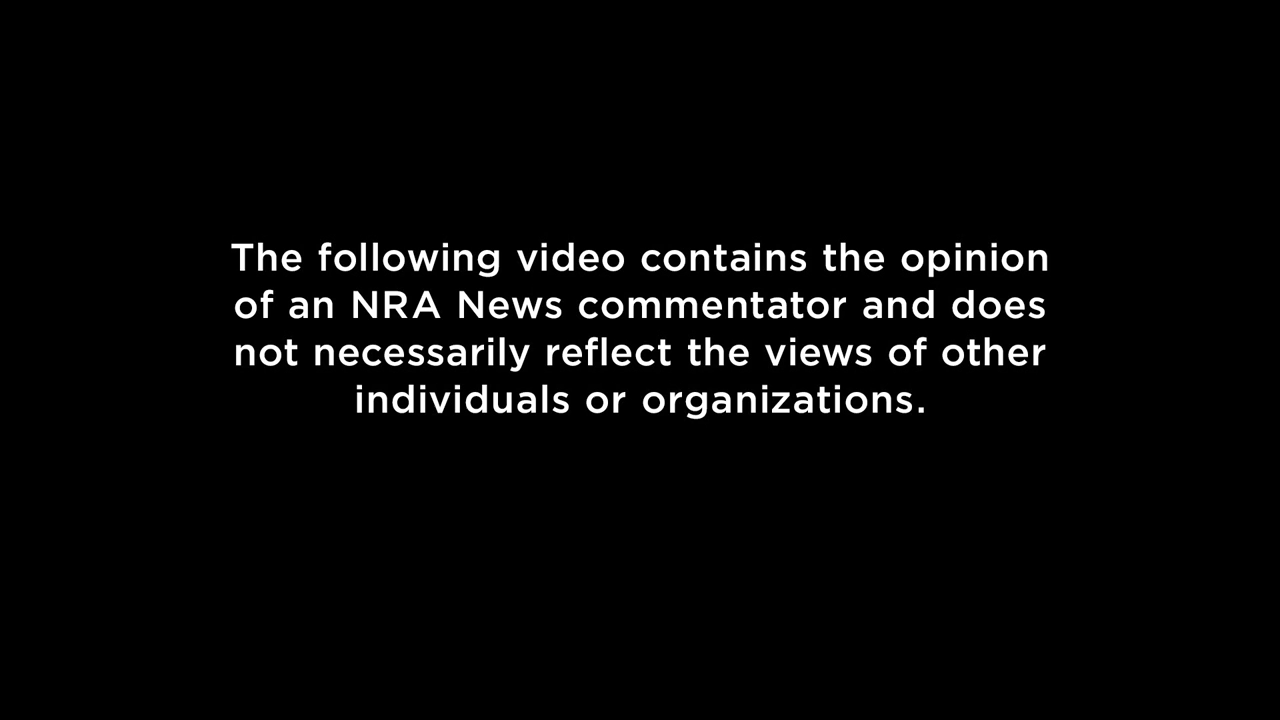 The following video contains the opinion
of an NRA News commentator and does
not necessarily reflect the views of other
individuals or organizations.